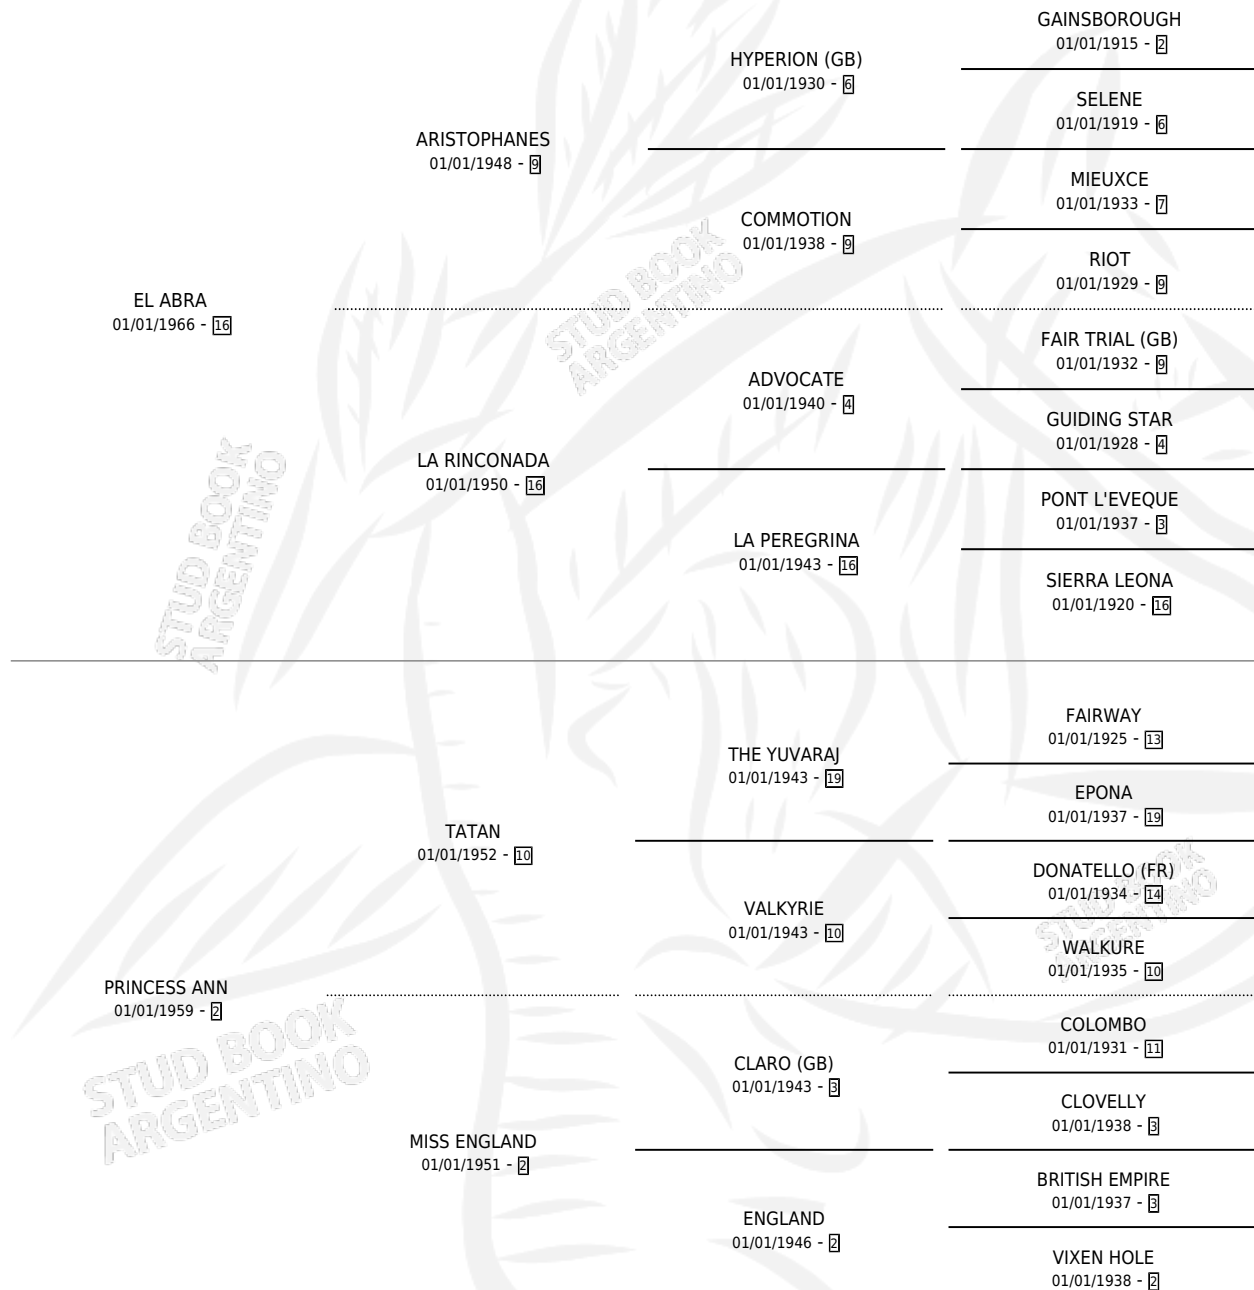 GAINSBOROUGH
01/01/1915 - 2
HYPERION (GB)
01/01/1930 - 6
SELENE
01/01/1919 - 6
ARISTOPHANES
01/01/1948 - 9
MIEUXCE
01/01/1933 - 7
COMMOTION
01/01/1938 - 9
RIOT
01/01/1929 - 9
EL ABRA
01/01/1966 - 16
FAIR TRIAL (GB)
01/01/1932 - 9
ADVOCATE
01/01/1940 - 4
GUIDING STAR
01/01/1928 - 4
LA RINCONADA
01/01/1950 - 16
PONT L'EVEQUE
01/01/1937 - 3
LA PEREGRINA
01/01/1943 - 16
SIERRA LEONA
01/01/1920 - 16
FAIRWAY
01/01/1925 - 13
THE YUVARAJ
01/01/1943 - 19
EPONA
01/01/1937 - 19
TATAN
01/01/1952 - 10
DONATELLO (FR)
01/01/1934 - 14
VALKYRIE
01/01/1943 - 10
WALKURE
01/01/1935 - 10
PRINCESS ANN
01/01/1959 - 2
COLOMBO
01/01/1931 - 11
CLARO (GB)
01/01/1943 - 3
CLOVELLY
01/01/1938 - 3
MISS ENGLAND
01/01/1951 - 2
BRITISH EMPIRE
01/01/1937 - 3
ENGLAND
01/01/1946 - 2
VIXEN HOLE
01/01/1938 - 2
STUD BOOK
ARGENTINO
STUD BOOK
ARGENTINO
STUD BOOK
ARGENTINO
STUD BOOK
ARGENTINO